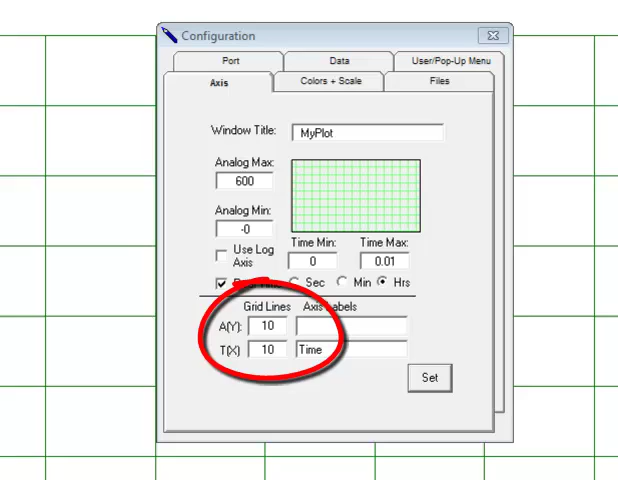 Configuration
Port
Data
User/Pop-Up Menu
Axis
Colors + Scale
Files
Window Title:
MyPlot
Analog Max:
600
Analog Min:
-0
Time Min:
Time Max:
Use Log
Axis
0
0.01
Sec
Min
Hrs
Grid Lines
Axis Labels
A(Y):
10
T(X)
10
Time
Set